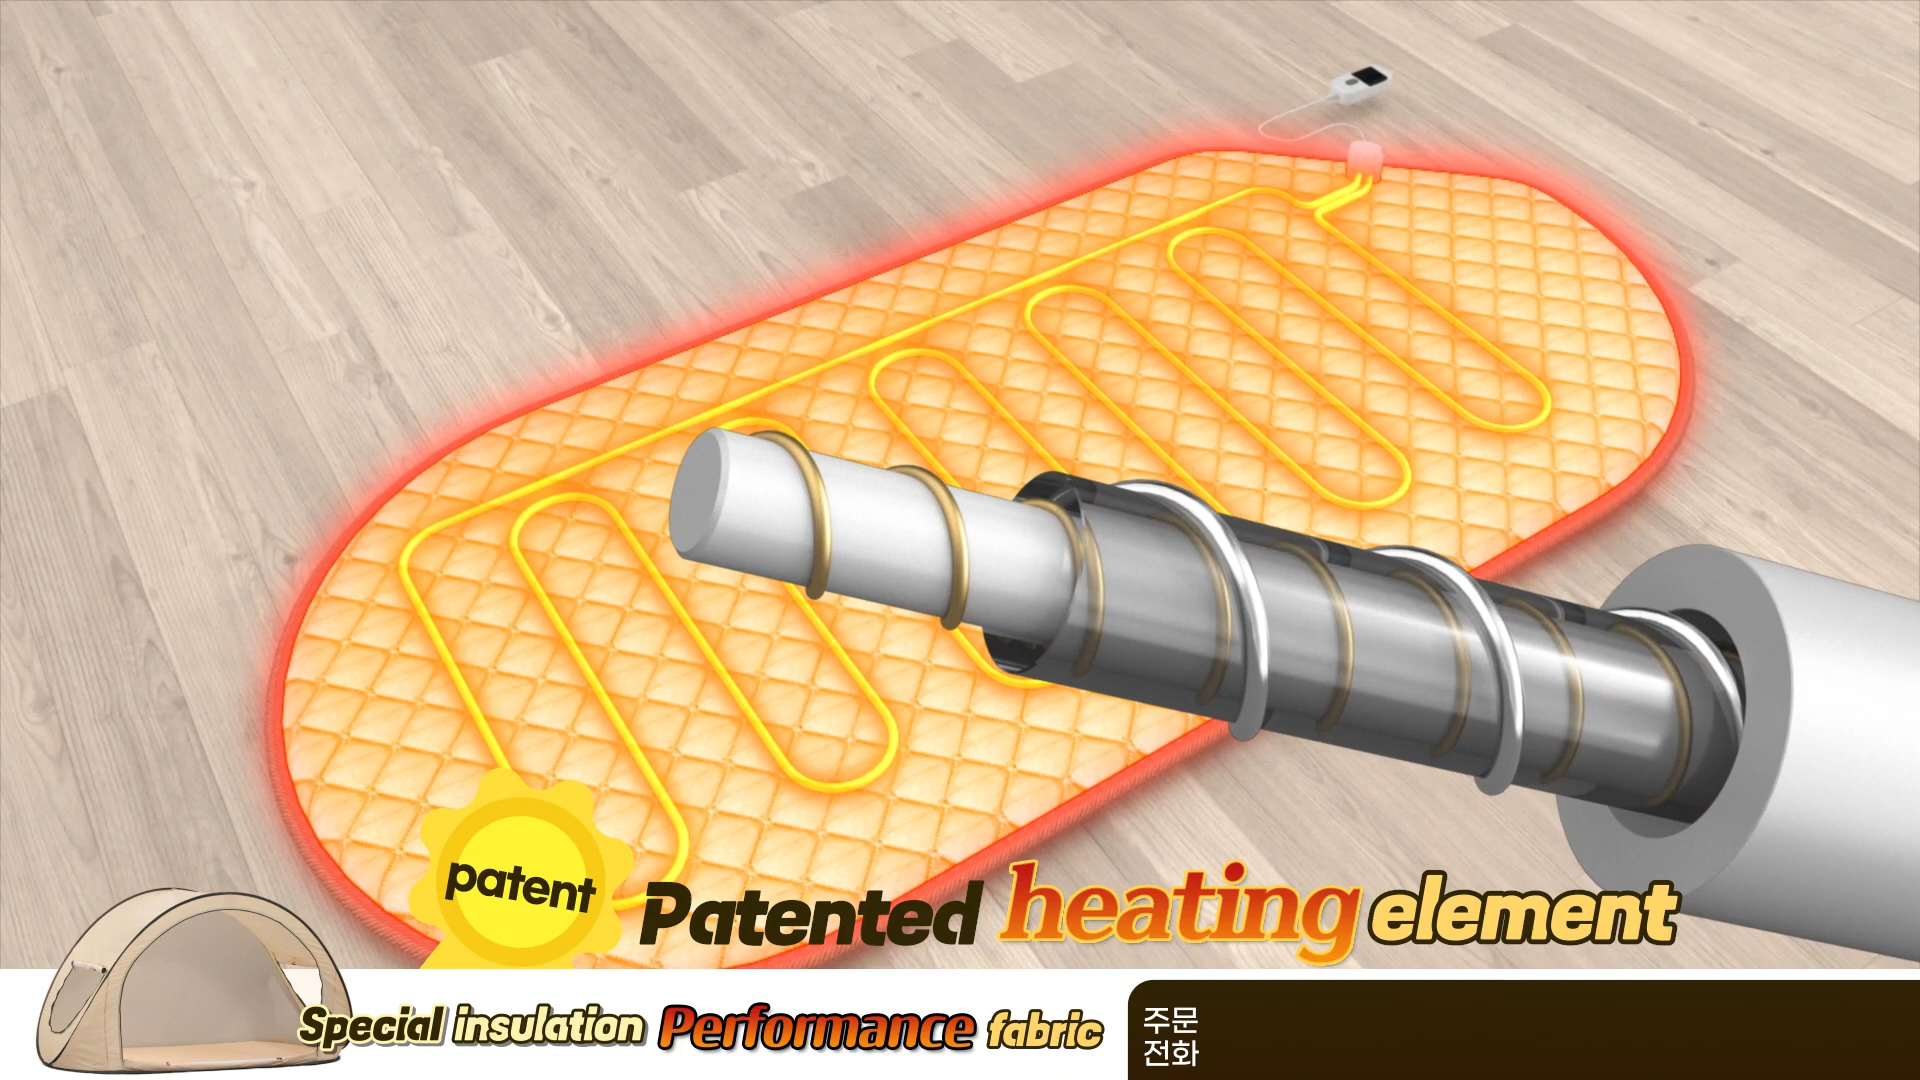 patent
Patented heating element
Special insulation Performance fabric
주문
전화